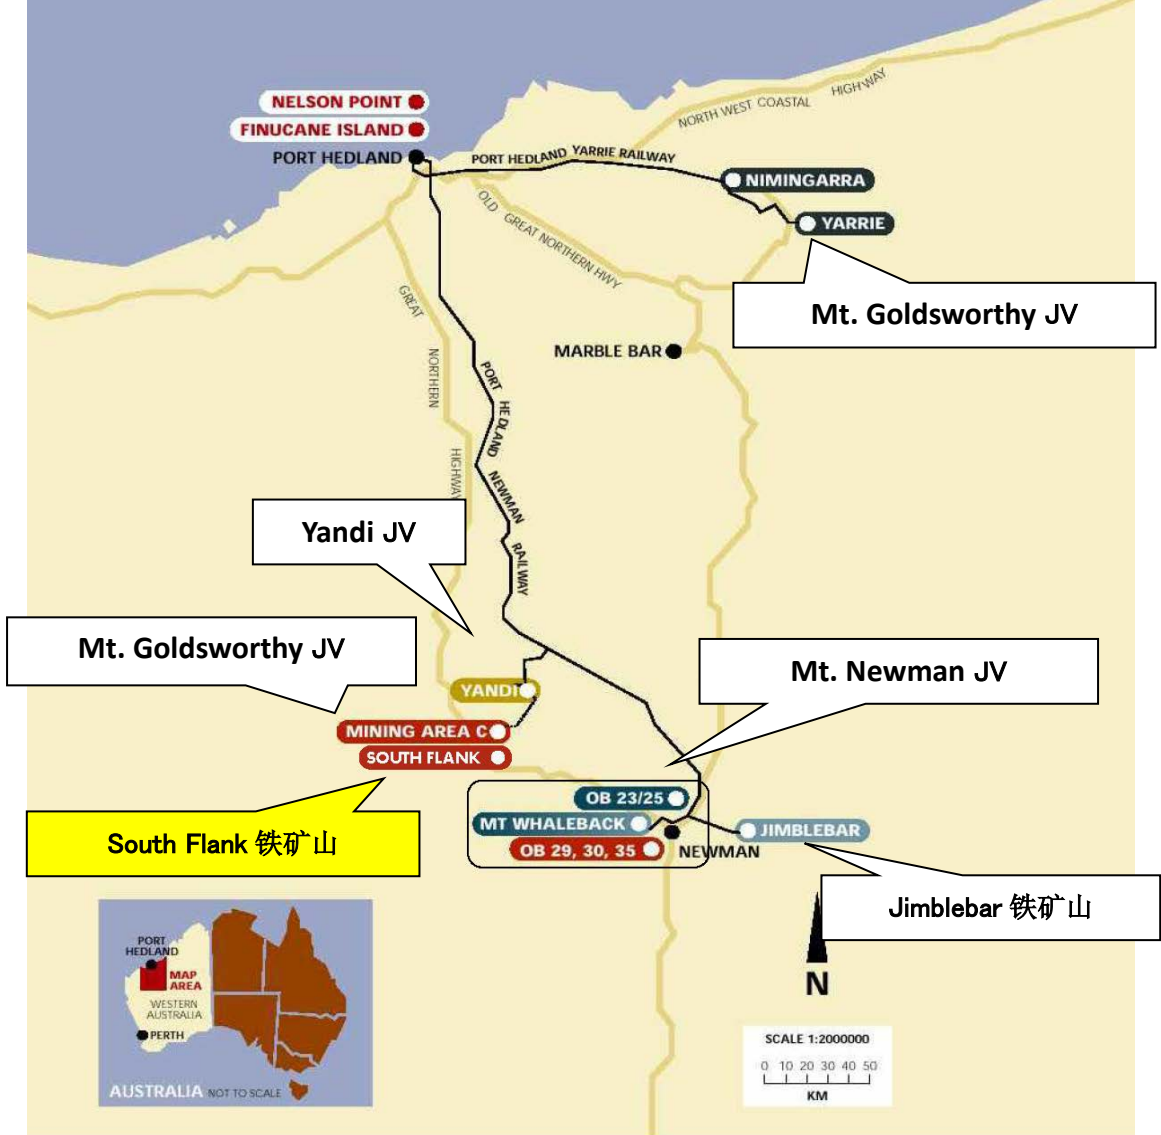 NELSON POINT
FINUCANE ISLAND
PORT HEDLAND
NORTH WEST COASTAL HIGHWAY
PORT HEDLAND YARRIE RAILWAY
NIMINGARRA
YARRIE
OLD GREAT NORTHERN HWY
Mt. Goldsworthy JV
GREAT NORTHERN HIGHWAY
MARBLE BAR
PORT HEDLAND NEWMAN RAILWAY
Yandi JV
Mt. Goldsworthy JV
Mt. Newman JV
YANDI
MINING AREA C
SOUTH FLANK
OB 23/25
MT WHALEBACK
JIMBLEBAR
OB 29, 30, 35
NEWMAN
South Flank 铁矿山
Jimblebar 铁矿山
N
PORT
HEDLAND
MAP
AREA
WESTERN
AUSTRALIA
PERTH
AUSTRALIA NOT TO SCALE
SCALE 1:2000000
0 10 20 30 40 50
KM